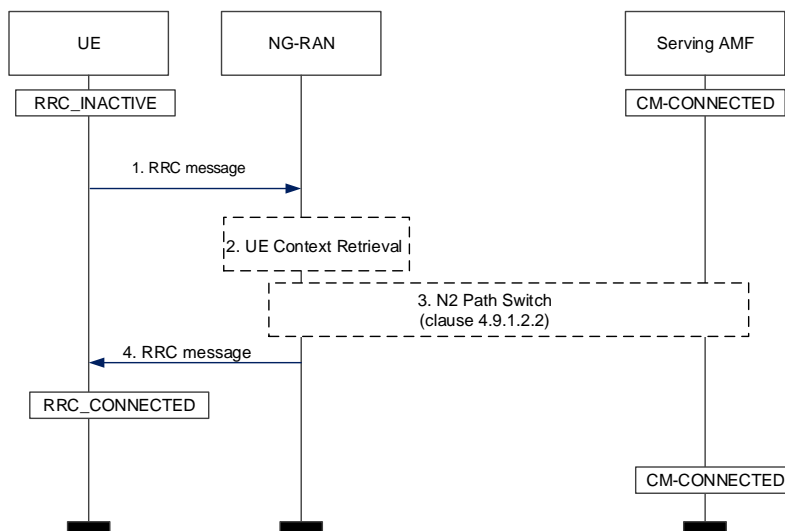 UE
NG-RAN
Serving AMF
RRC_INACTIVE
CM-CONNECTED
1. RRC message
2. UE Context Retrieval
3. N2 Path Switch
(clause 4.9.1.2.2)
4. RRC message
RRC_CONNECTED
CM-CONNECTED